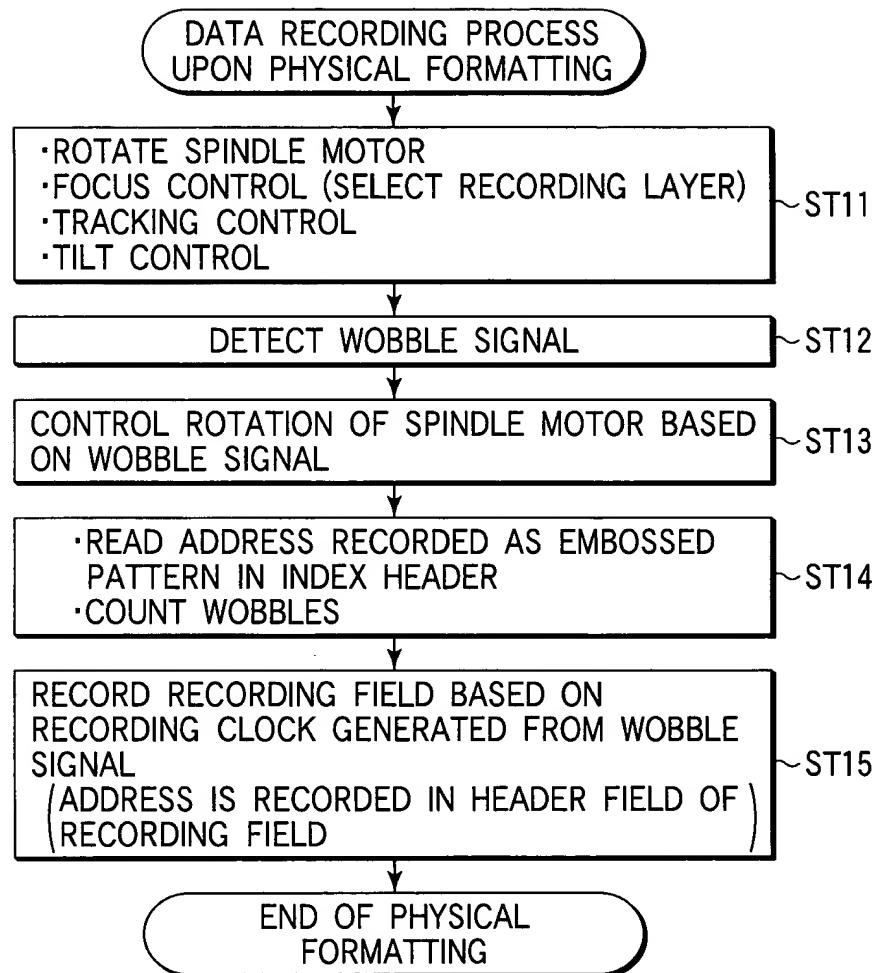 DATA RECORDING PROCESS
UPON PHYSICAL FORMATTING
·ROTATE SPINDLE MOTOR
·FOCUS CONTROL (SELECT RECORDING LAYER)
·TRACKING CONTROL
·TILT CONTROL
~ST11
DETECT WOBBLE SIGNAL
~ST12
CONTROL ROTATION OF SPINDLE MOTOR BASED
ON WOBBLE SIGNAL
~ST13
·READ ADDRESS RECORDED AS EMBOSSED
PATTERN IN INDEX HEADER
·COUNT WOBBLES
~ST14
RECORD RECORDING FIELD BASED ON
RECORDING CLOCK GENERATED FROM WOBBLE
SIGNAL
(ADDRESS IS RECORDED IN HEADER FIELD OF
RECORDING FIELD)
~ST15
END OF PHYSICAL
FORMATTING